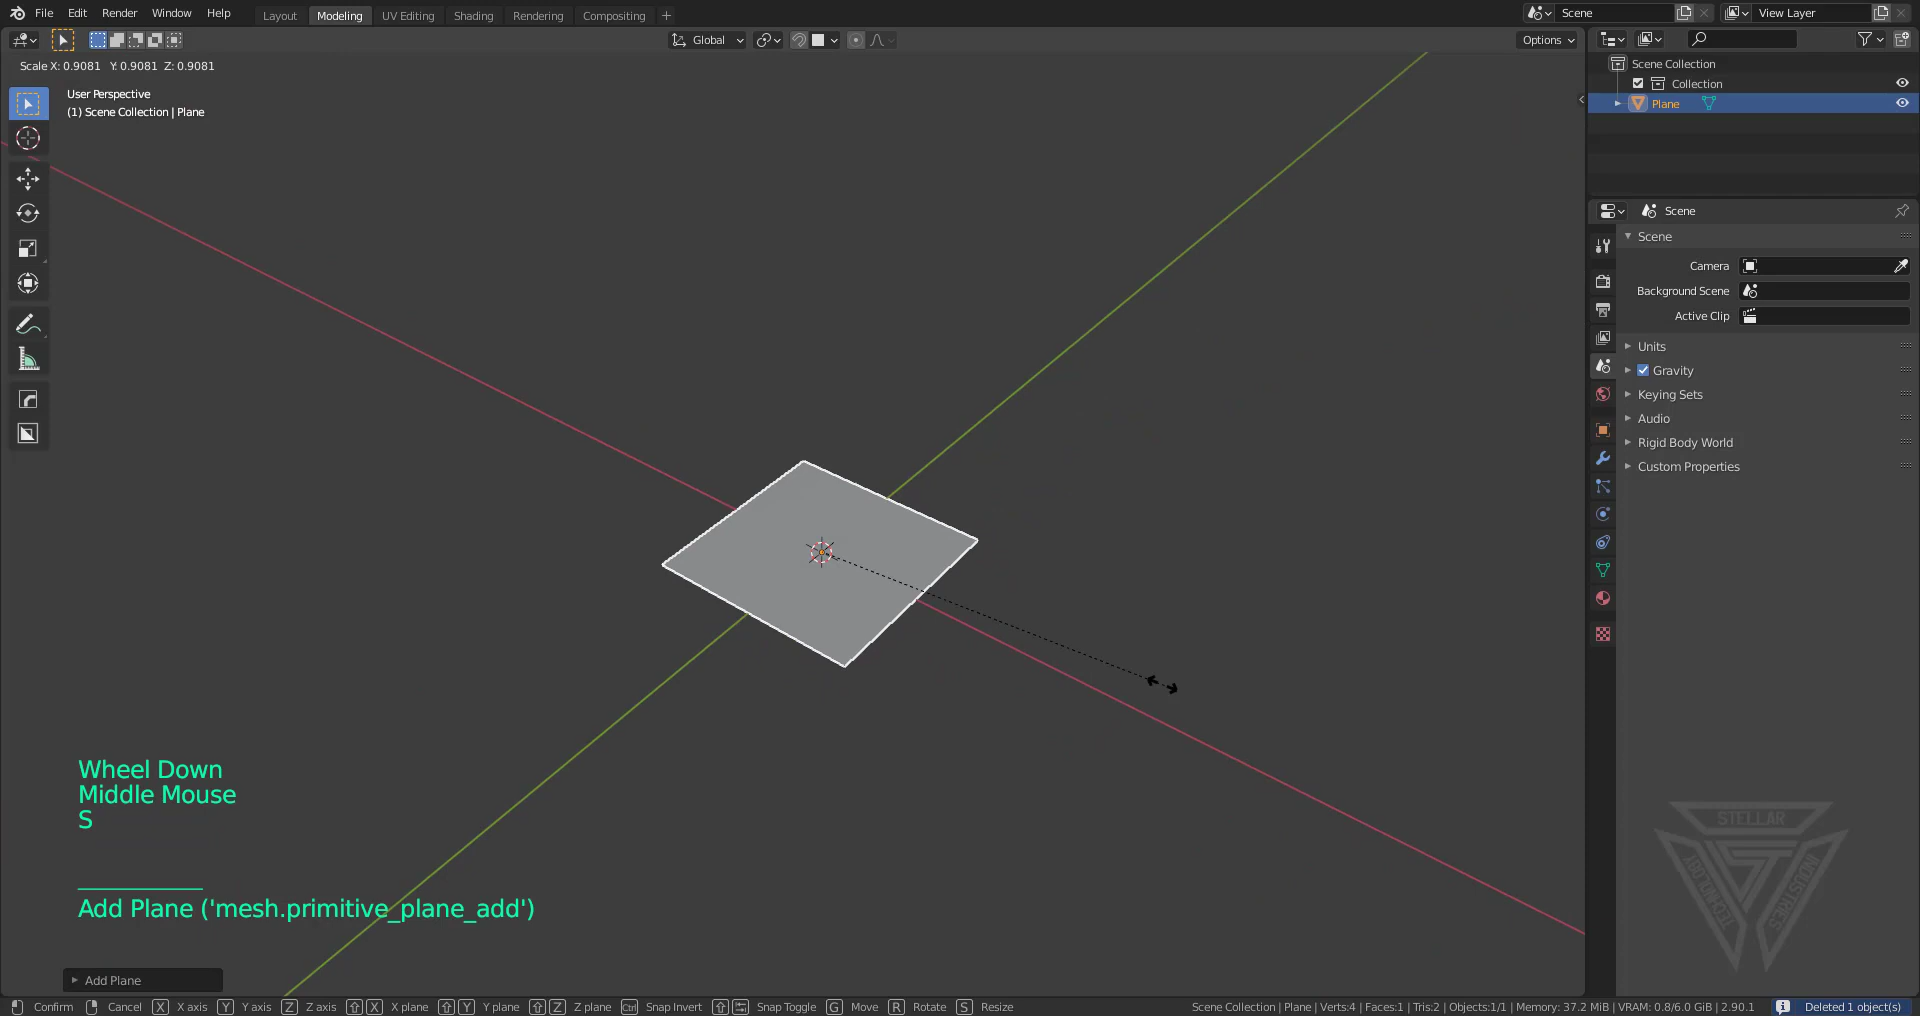 File Edit Render Window Help Layout Modeling UV Editing Shading Rendering Compositing + Scene View Layer
Global Options
Scale X: 0.9081 Y: 0.9081 Z: 0.9081
User Perspective
(1) Scene Collection | Plane
Scene Collection
Collection
Plane
Scene
Scene
Camera
Background Scene
Active Clip
Units
Gravity
Keying Sets
Audio
Rigid Body World
Custom Properties
Wheel Down
Middle Mouse
S
Add Plane ('mesh.primitive_plane_add')
STELLAR
TECHNOLOGY
INDUSTRIES
Add Plane
Confirm Cancel X X axis Y Y axis Z Z axis X X plane Y Y plane Z Z plane Ctrl Snap Invert Snap Toggle G Move R Rotate S Resize Scene Collection | Plane | Verts:4 | Faces:1 | Tris:2 | Objects:1/1 | Memory: 37.2 MiB | VRAM: 0.8/6.0 GiB | 2.90.1 Deleted 1 object(s)